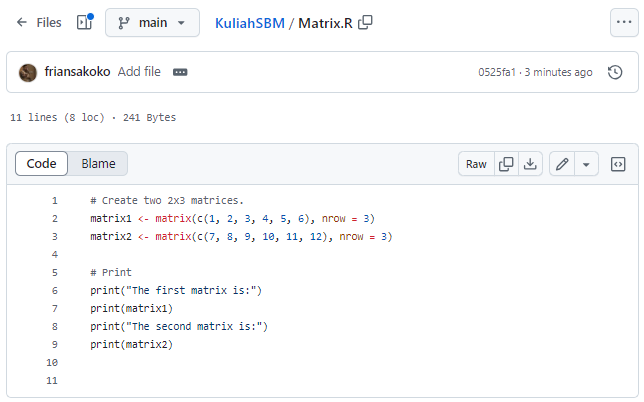 Files main KuliahSBM / Matrix.R
friansakoko Add file 0525fa1 · 3 minutes ago
11 lines (8 loc) · 241 Bytes
Code Blame Raw
1 # Create two 2x3 matrices.
2 matrix1 <- matrix(c(1, 2, 3, 4, 5, 6), nrow = 3)
3 matrix2 <- matrix(c(7, 8, 9, 10, 11, 12), nrow = 3)
4
5 # Print
6 print("The first matrix is:")
7 print(matrix1)
8 print("The second matrix is:")
9 print(matrix2)
10
11